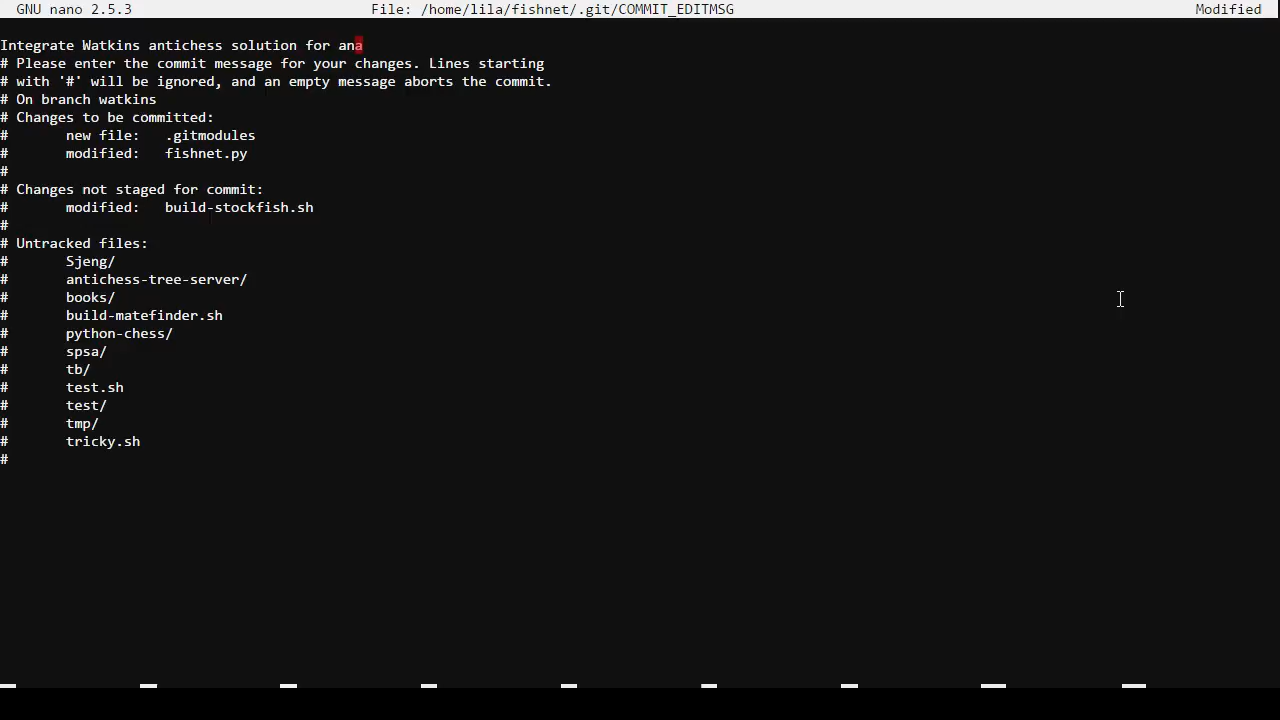 GNU nano 2.5.3 File: /home/lila/fishnet/.git/COMMIT_EDITMSG Modified
Integrate Watkins antichess solution for ana
# Please enter the commit message for your changes. Lines starting
# with '#' will be ignored, and an empty message aborts the commit.
# On branch watkins
# Changes to be committed:
# new file: .gitmodules
# modified: fishnet.py
#
# Changes not staged for commit:
# modified: build-stockfish.sh
#
# Untracked files:
# Sjeng/
# antichess-tree-server/
# books/
# build-matefinder.sh
# python-chess/
# spsa/
# tb/
# test.sh
# test/
# tmp/
# tricky.sh
#